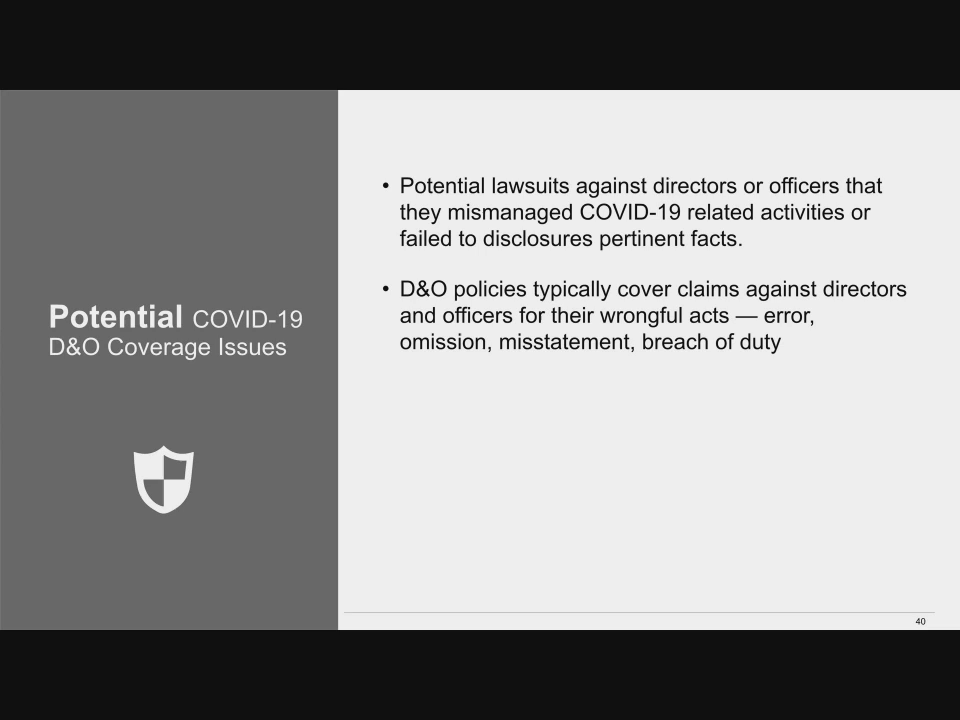 Potential COVID-19
D&O Coverage Issues
• Potential lawsuits against directors or officers that
they mismanaged COVID-19 related activities or
failed to disclosures pertinent facts.
• D&O policies typically cover claims against directors
and officers for their wrongful acts — error,
omission, misstatement, breach of duty
40